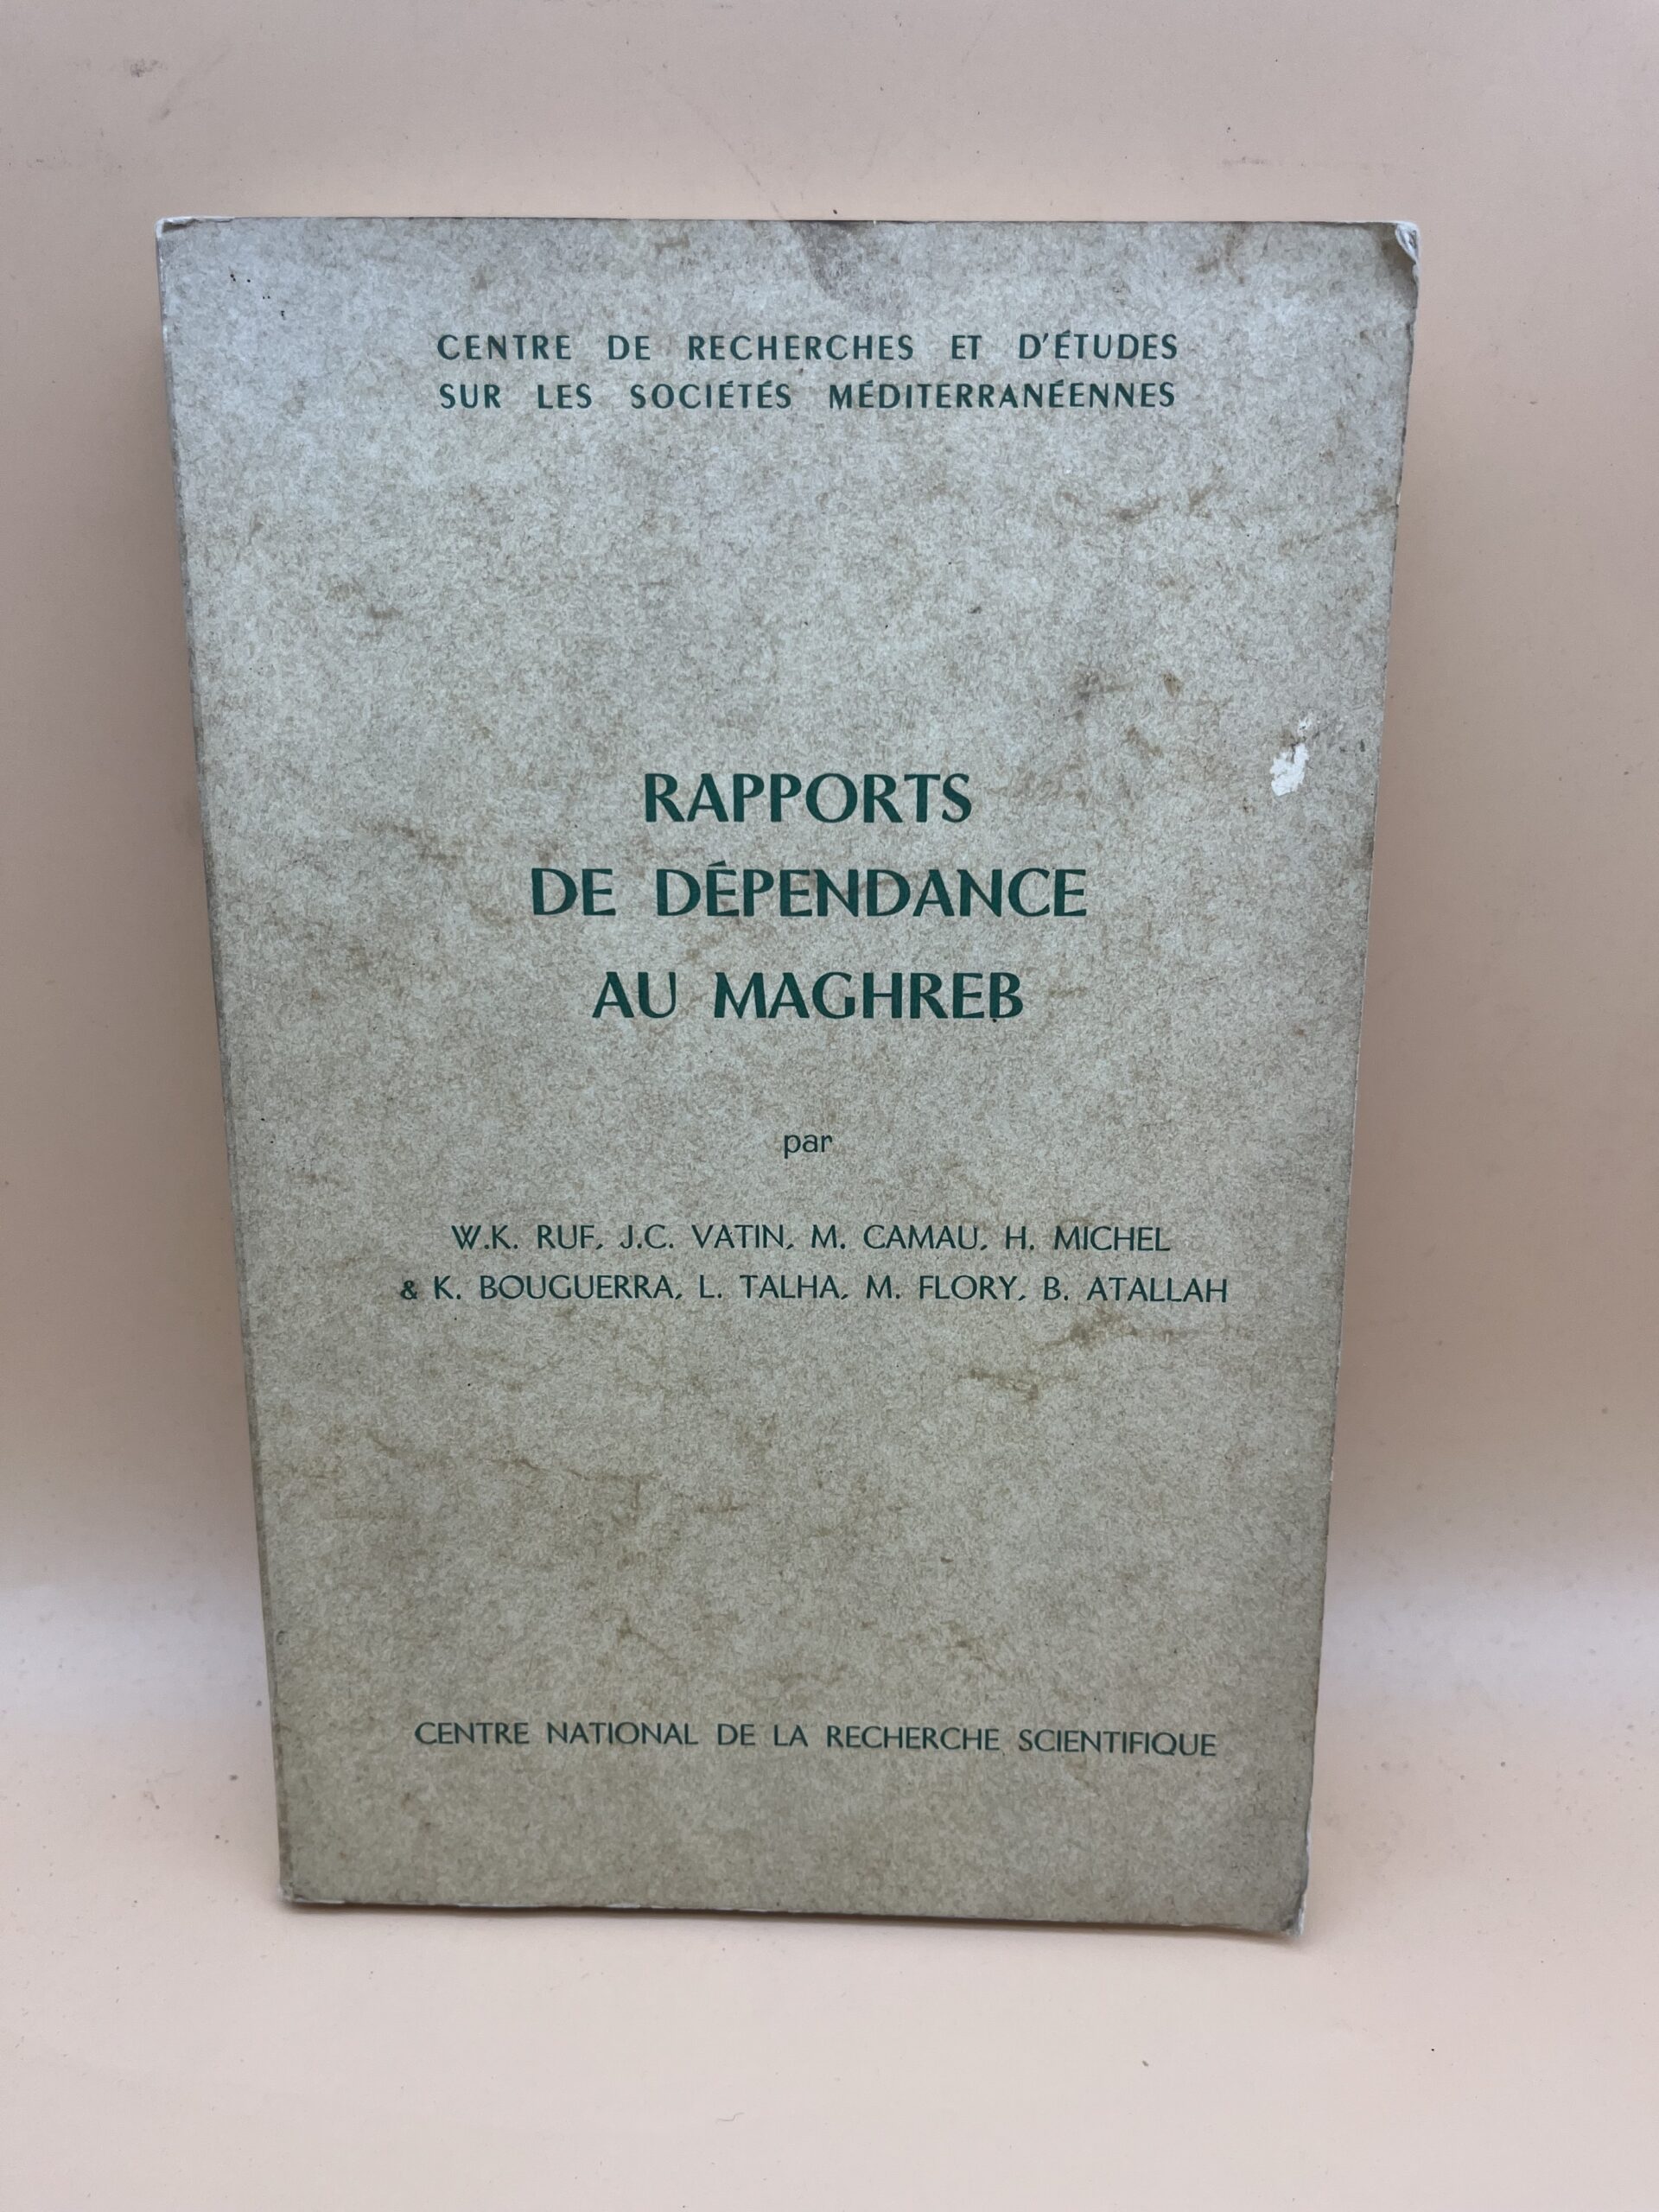 CENTRE DE RECHERCHES ET D'ÉTUDES
SUR LES SOCIÉTÉS MÉDITERRANÉENNES
RAPPORTS
DE DÉPENDANCE
AU MAGHREB
par
W.K. RUF, J.C. VATIN, M. CAMAU, H. MICHEL
& K. BOUGUERRA, L. TALHA, M. FLORY, B. ATALLAH
CENTRE NATIONAL DE LA RECHERCHE SCIENTIFIQUE